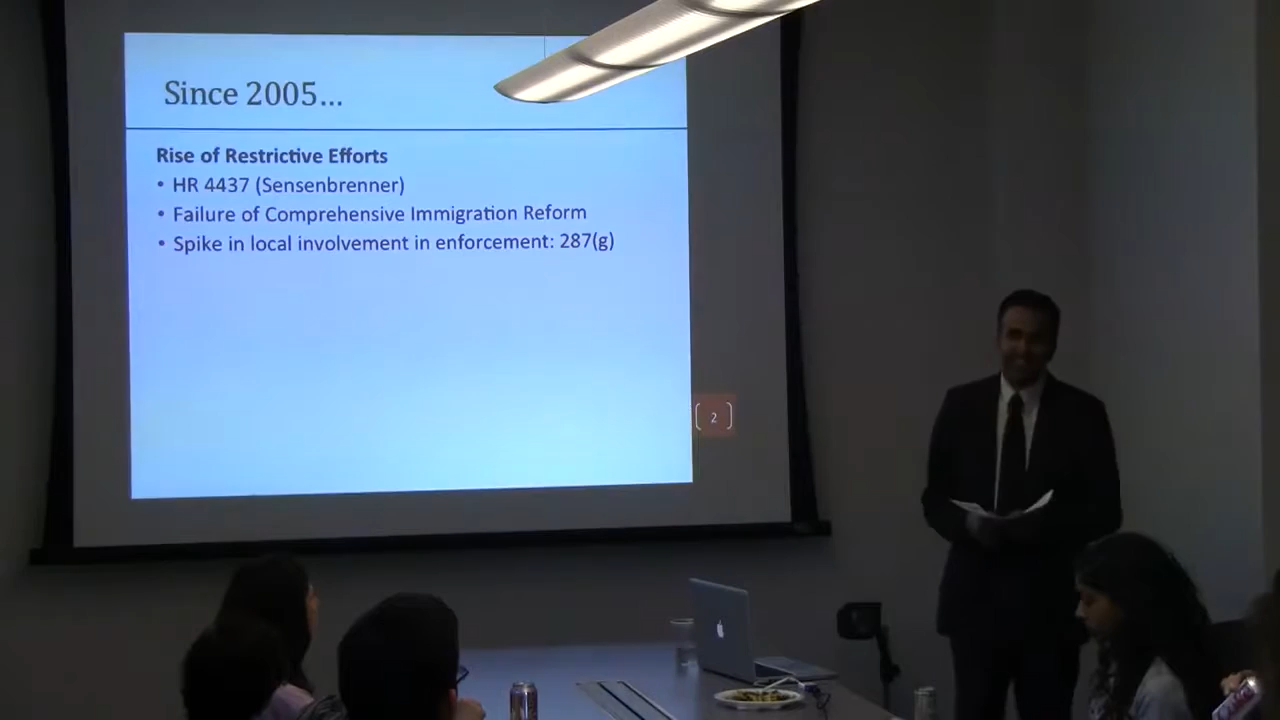 Since 2005...
Rise of Restrictive Efforts
• HR 4437 (Sensenbrenner)
• Failure of Comprehensive Immigration Reform
• Spike in local involvement in enforcement: 287(g)
2